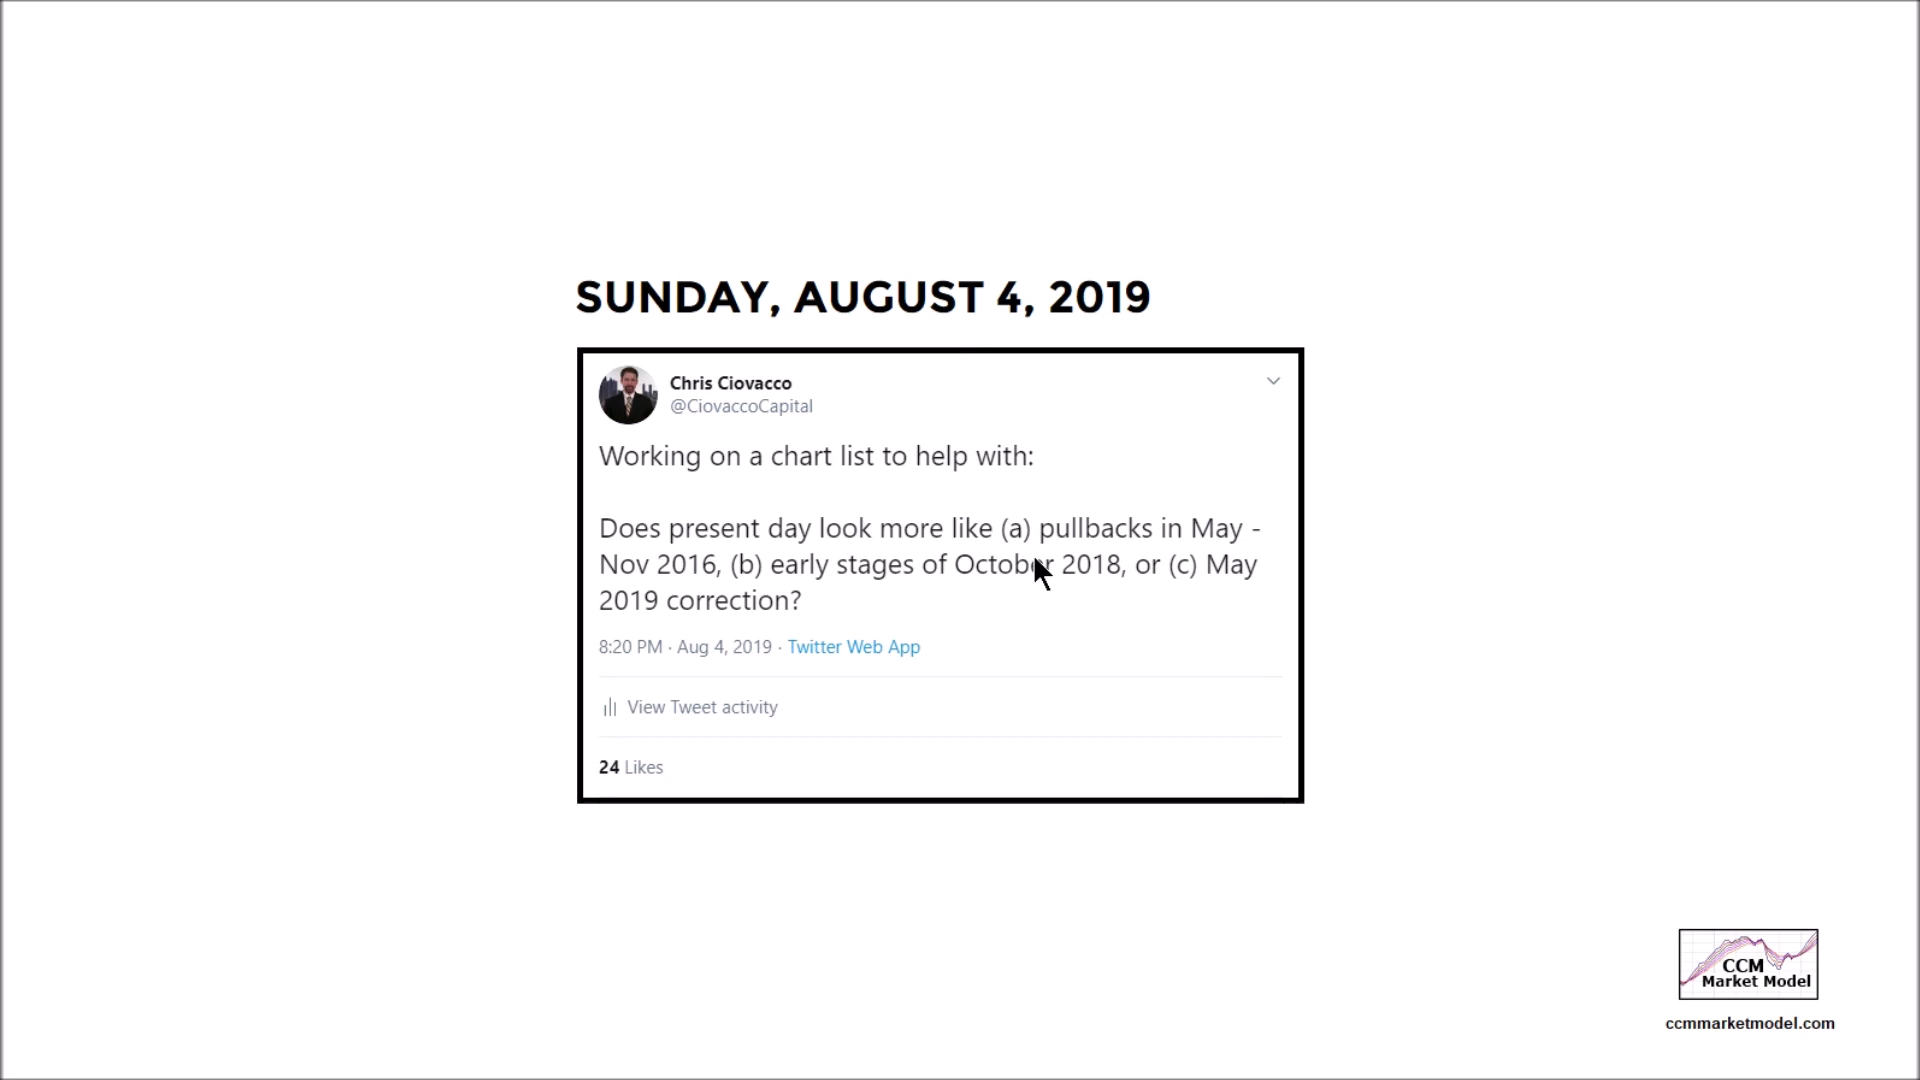 SUNDAY, AUGUST 4, 2019
Chris Ciovacco
@CiovaccoCapital
Working on a chart list to help with:
Does present day look more like (a) pullbacks in May -
Nov 2016, (b) early stages of October 2018, or (c) May
2019 correction?
8:20 PM · Aug 4, 2019 · Twitter Web App
View Tweet activity
24 Likes
CCM
Market Model
ccmmarketmodel.com